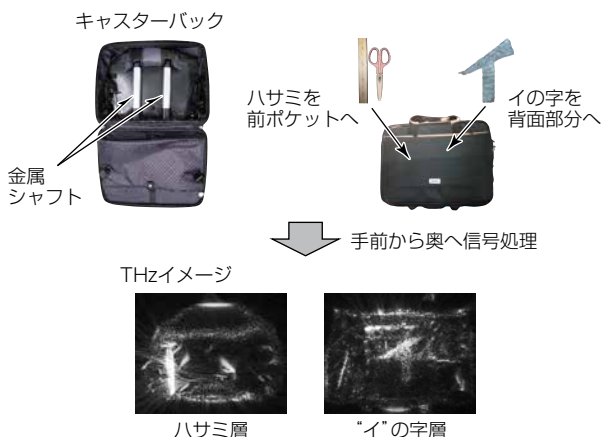 キャスターバック
金属
シャフト
ハサミを
前ポケットへ
イの字を
背面部分へ
手前から奥へ信号処理
THzイメージ
ハサミ層
“イ”の字層